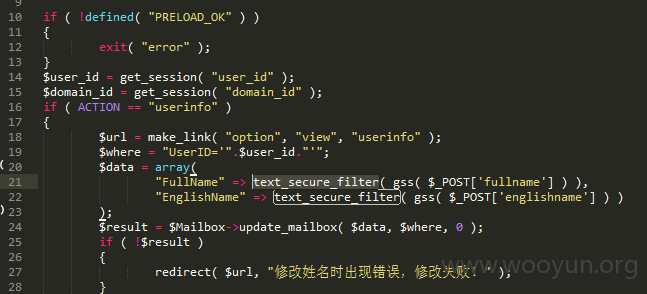 9
10 if ( !defined( "PRELOAD_OK" ) )
11 {
12 exit( "error" );
13 }
14 $user_id = get_session( "user_id" );
15 $domain_id = get_session( "domain_id" );
16 if ( ACTION == "userinfo" )
17 {
18 $url = make_link( "option", "view", "userinfo" );
19 $where = "UserID='".$user_id."'";
20 $data = array(
21 "FullName" => text_secure_filter( gss( $_POST['fullname'] ) ),
22 "EnglishName" => text_secure_filter( gss( $_POST['englishname'] ) )
23 );
24 $result = $Mailbox->update_mailbox( $data, $where, 0 );
25 if ( !$result )
26 {
27 redirect( $url, "修改姓名时出现错误，修改失败！" );
28 }
www.wooyun.org